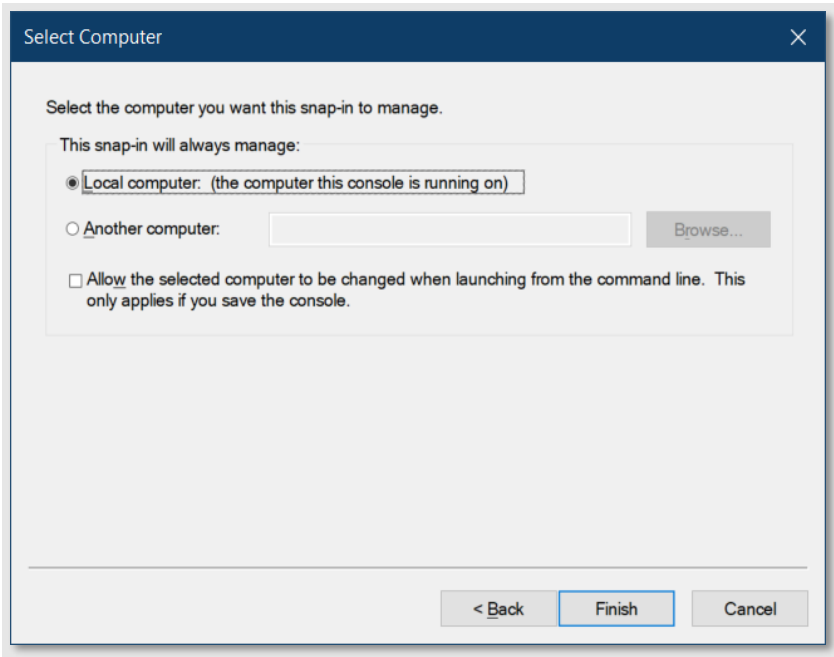 Select Computer
Select the computer you want this snap-in to manage.
This snap-in will always manage:
Local computer:  (the computer this console is running on)
Another computer:
Browse...
Allow the selected computer to be changed when launching from the command line.  This
only applies if you save the console.
< Back
Finish
Cancel